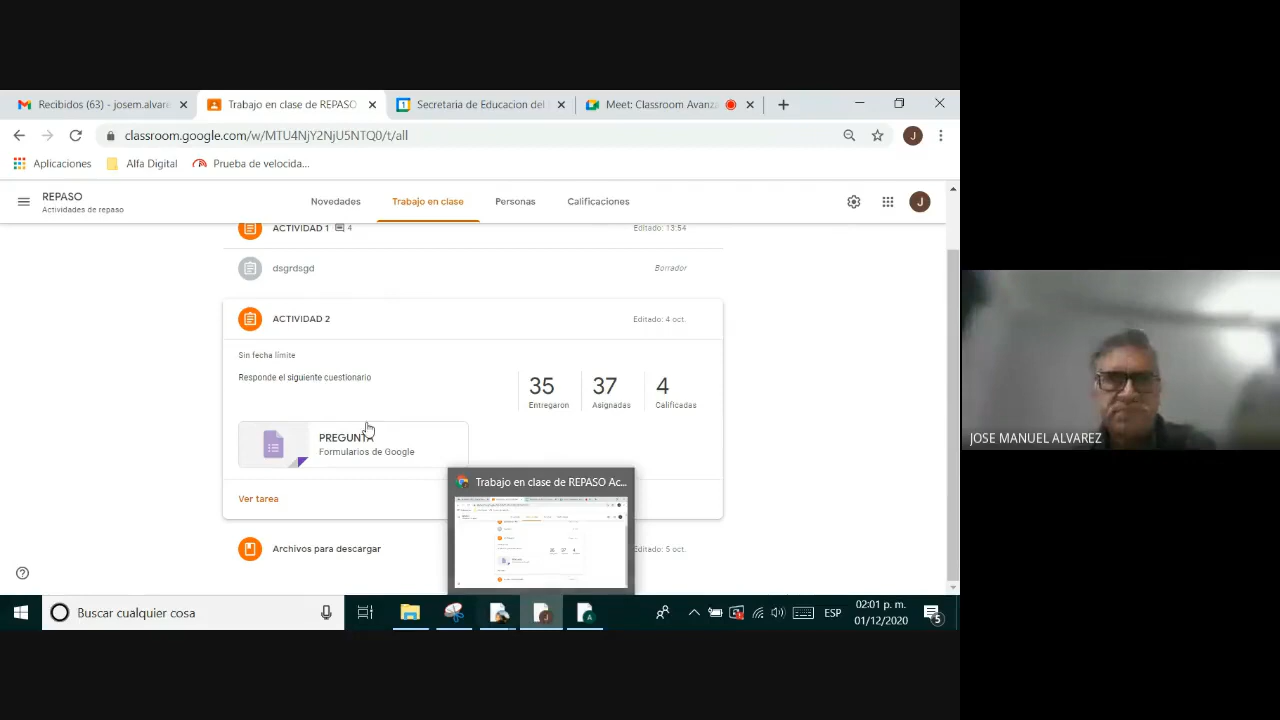 Recibidos (63) - josem.alvare
Trabajo en clase de REPASO
Secretaria de Educacion del
Meet: Classroom Avanza
classroom.google.com/w/MTU4NjY2NjU5NTQ0/t/all
J
Aplicaciones
Alfa Digital
Prueba de velocida...
REPASO
Actividades de repaso
Novedades
Trabajo en clase
Personas
Calificaciones
J
ACTIVIDAD 1
4
Editado: 13:54
dsgrdsgd
Borrador
ACTIVIDAD 2
Editado: 4 oct.
Sin fecha límite
Responde el siguiente cuestionario
35
Entregaron
37
Asignadas
4
Calificadas
PREGUNTA
Formularios de Google
Ver tarea
Trabajo en clase de REPASO Ac...
Archivos para descargar
Editado: 5 oct.
JOSE MANUEL ALVAREZ
Buscar cualquier cosa
ESP
02:01 p. m.
01/12/2020
5